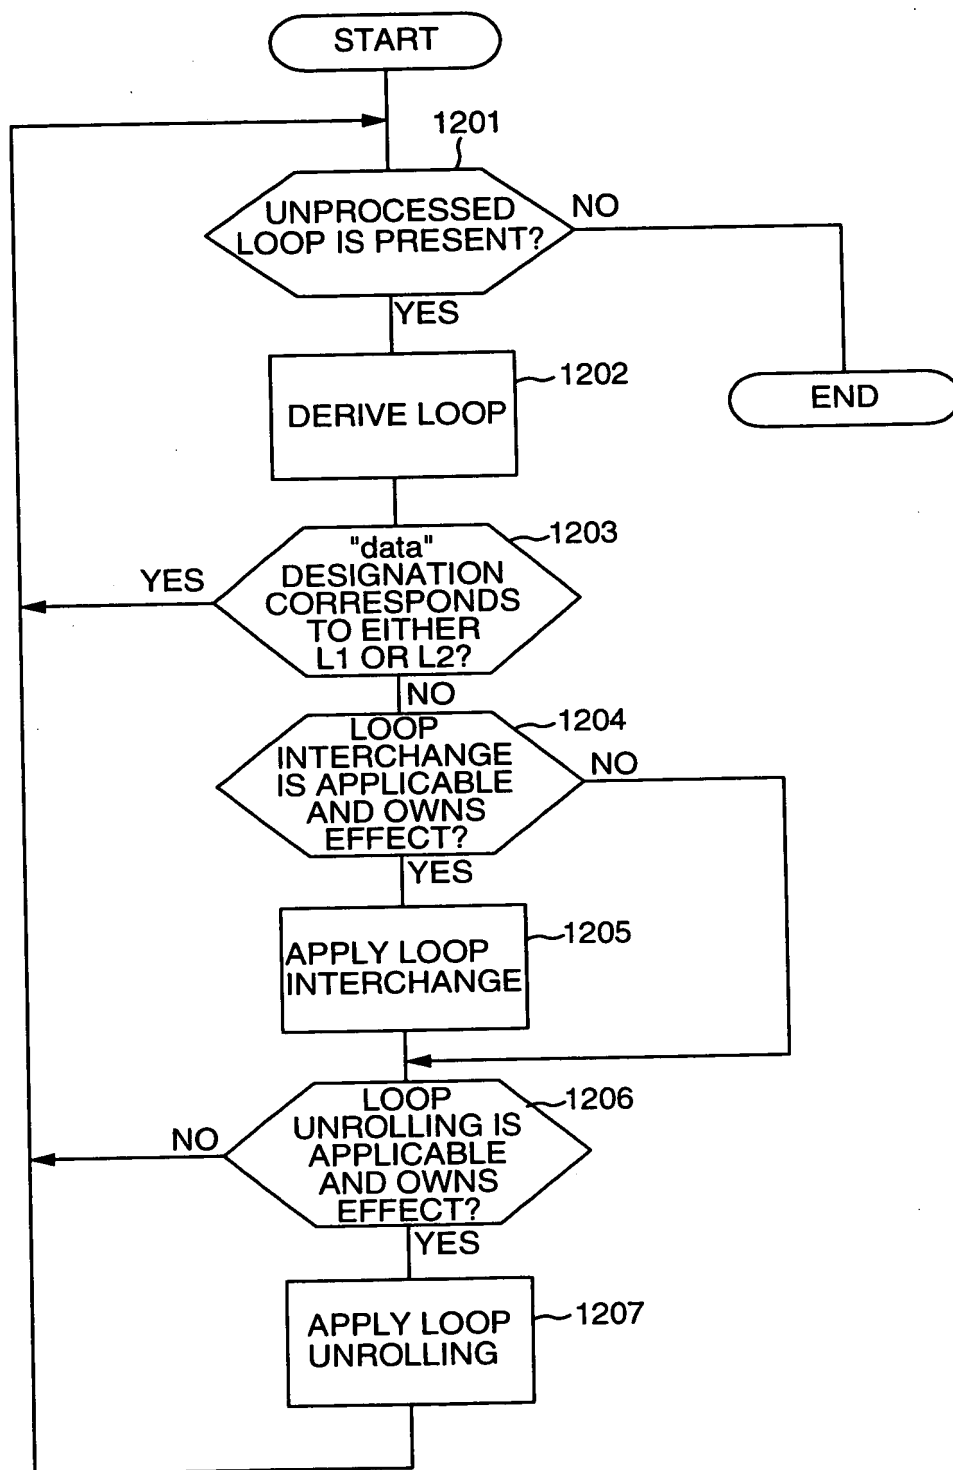 START
1201
UNPROCESSED
LOOP IS PRESENT?
NO
YES
1202
DERIVE LOOP
END
1203
"data"
DESIGNATION
CORRESPONDS
TO EITHER
L1 OR L2?
YES
NO
1204
LOOP
INTERCHANGE
IS APPLICABLE
AND OWNS
EFFECT?
NO
YES
1205
APPLY LOOP
INTERCHANGE
1206
LOOP
UNROLLING IS
APPLICABLE
AND OWNS
EFFECT?
NO
YES
1207
APPLY LOOP
UNROLLING